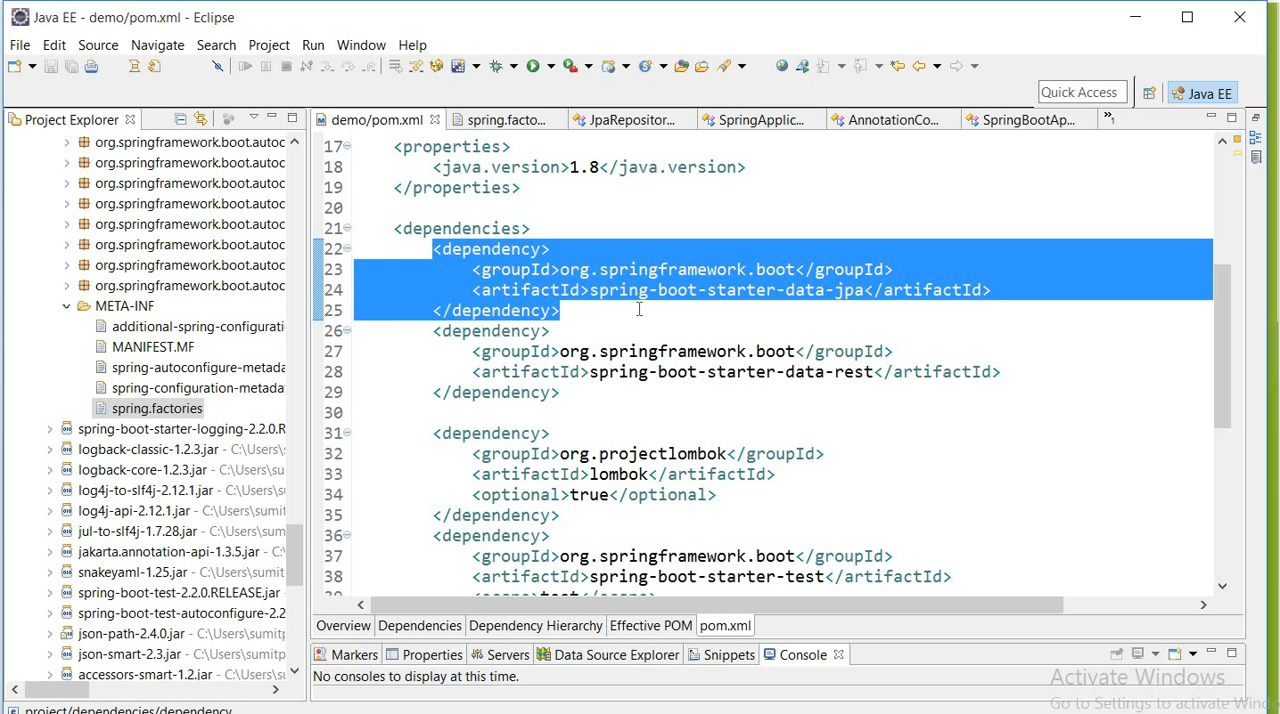 Java EE - demo/pom.xml - Eclipse
File Edit Source Navigate Search Project Run Window Help
Quick Access
Java EE
Project Explorer
demo/pom.xml spring.facto... JpaRepositor... SpringApplic... AnnotationCo... SpringBootAp... »1
org.springframework.boot.autoc
org.springframework.boot.autoc
org.springframework.boot.autoc
org.springframework.boot.autoc
org.springframework.boot.autoc
org.springframework.boot.autoc
org.springframework.boot.autoc
org.springframework.boot.autoc
META-INF
additional-spring-configurati
MANIFEST.MF
spring-autoconfigure-metada
spring-configuration-metada
spring.factories
spring-boot-starter-logging-2.2.0.R
logback-classic-1.2.3.jar - C:\Users\
logback-core-1.2.3.jar - C:\Users\su
log4j-to-slf4j-2.12.1.jar - C:\Users\s
log4j-api-2.12.1.jar - C:\Users\sumi
jul-to-slf4j-1.7.28.jar - C:\Users\sum
jakarta.annotation-api-1.3.5.jar - C:
snakeyaml-1.25.jar - C:\Users\sumit
spring-boot-test-2.2.0.RELEASE.jar
spring-boot-test-autoconfigure-2.2
json-path-2.4.0.jar - C:\Users\sumitp
json-smart-2.3.jar - C:\Users\sumitp
accessors-smart-1.2.jar - C:\Users\su
17 <properties>
18 <java.version>1.8</java.version>
19 </properties>
20
21 <dependencies>
22 <dependency>
23 <groupId>org.springframework.boot</groupId>
24 <artifactId>spring-boot-starter-data-jpa</artifactId>
25 </dependency>
26 <dependency>
27 <groupId>org.springframework.boot</groupId>
28 <artifactId>spring-boot-starter-data-rest</artifactId>
29 </dependency>
30
31 <dependency>
32 <groupId>org.projectlombok</groupId>
33 <artifactId>lombok</artifactId>
34 <optional>true</optional>
35 </dependency>
36 <dependency>
37 <groupId>org.springframework.boot</groupId>
38 <artifactId>spring-boot-starter-test</artifactId>
39 <scope>test</scope>
Overview Dependencies Dependency Hierarchy Effective POM pom.xml
Markers Properties Servers Data Source Explorer Snippets Console
No consoles to display at this time.
Activate Windows
Go to Settings to activate Wind
project/dependencies/dependency